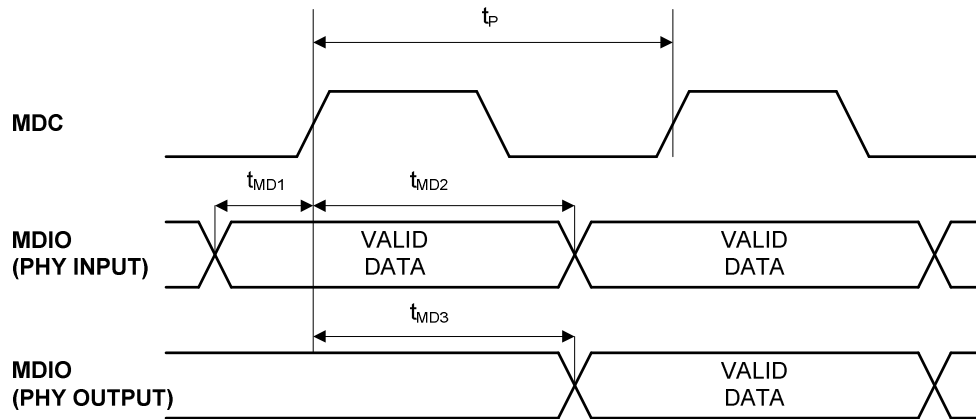 tP
MDC
tMD1
tMD2
MDIO
(PHY INPUT)
VALID
DATA
VALID
DATA
tMD3
MDIO
(PHY OUTPUT)
VALID
DATA